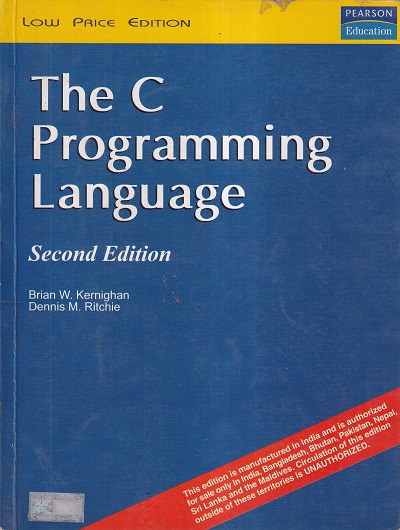 LOW PRICE EDITION
PEARSON
Education
The C
Programming
Language
Second Edition
Brian W. Kernighan
Dennis M. Ritchie
This edition is manufactured in India and is authorized
for sale only in India, Bangladesh, Bhutan, Pakistan, Nepal,
Sri Lanka and the Maldives. Circulation of this edition
outside of these territories is UNAUTHORIZED.